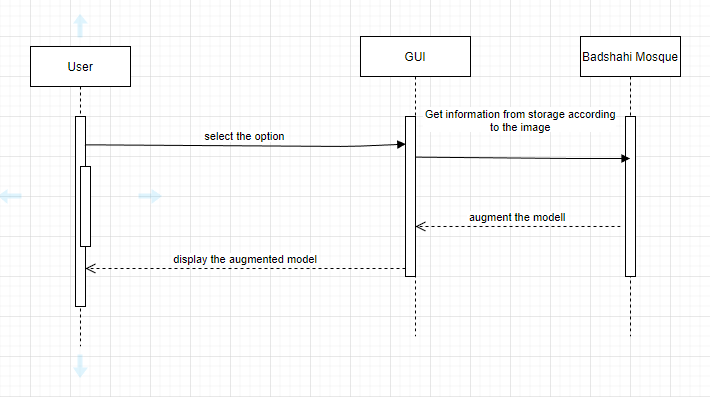 User
GUI
Badshahi Mosque
Get information from storage according
to the image
select the option
augment the modell
display the augmented model